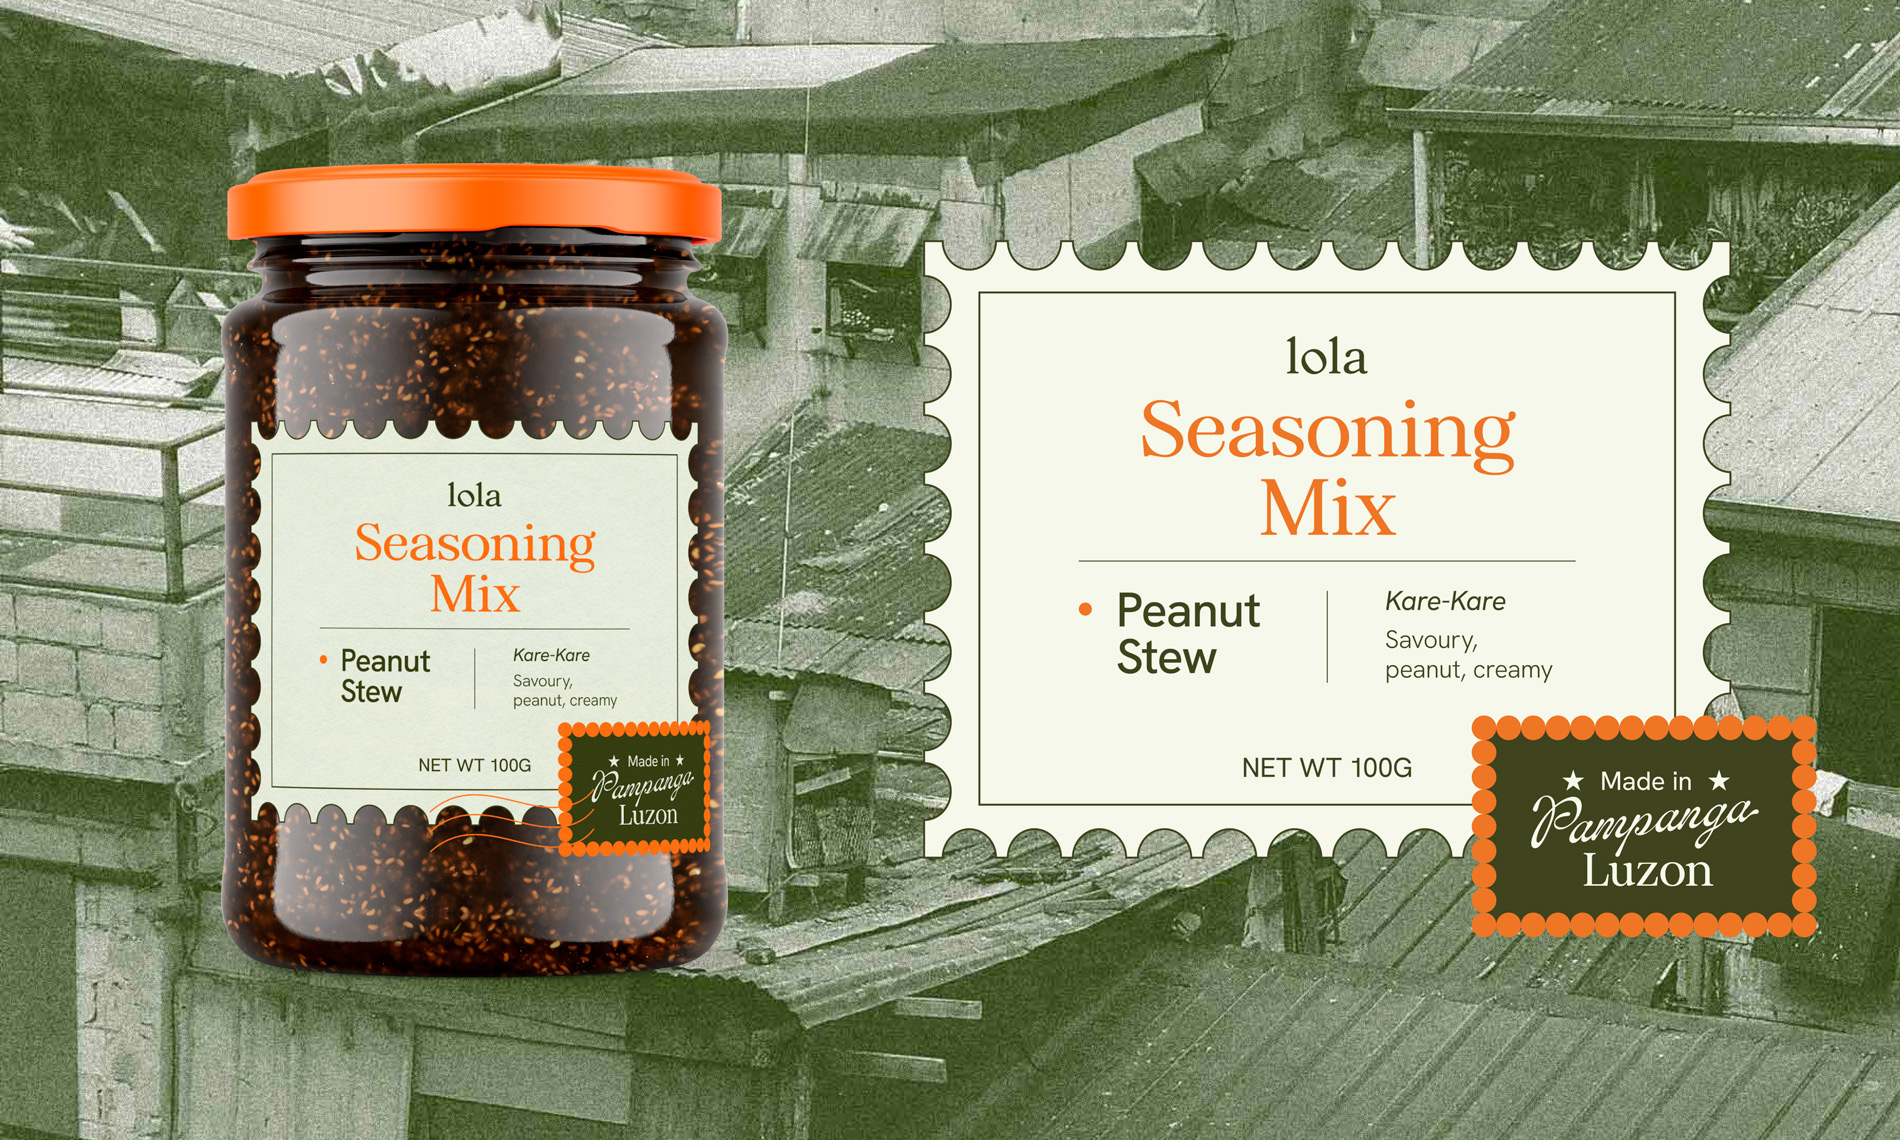 lola
Seasoning
Mix
Peanut
Stew
Kare-Kare
Savoury,
peanut, creamy
NET WT 100G
Made in
Pampanga
Luzon
lola
Seasoning
Mix
Peanut
Stew
Kare-Kare
Savoury,
peanut, creamy
NET WT 100G
Made in
Pampanga
Luzon